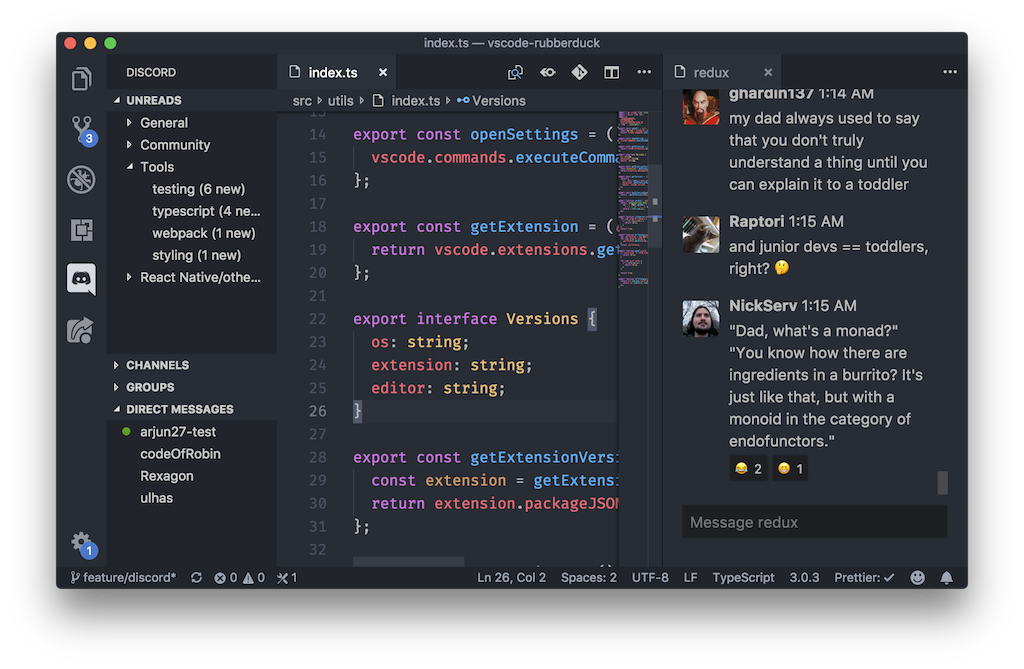 index.ts — vscode-rubberduck
DISCORD
UNREADS
General
Community
Tools
testing (6 new)
typescript (4 ne...
webpack (1 new)
styling (1 new)
React Native/othe...
CHANNELS
GROUPS
DIRECT MESSAGES
arjun27-test
codeOfRobin
Rexagon
ulhas
3
1
index.ts
src utils index.ts Versions
14 export const openSettings = (
15 vscode.commands.executeComma
16 };
17
18 export const getExtension = (
19 return vscode.extensions.ge
20 };
21
22 export interface Versions {
23 os: string;
24 extension: string;
25 editor: string;
26 }
27
28 export const getExtensionVersi
29 const extension = getExtensi
30 return extension.packageJSON
31 };
32
redux
ghardin137 1:14 AM
my dad always used to say
that you don't truly
understand a thing until you
can explain it to a toddler
Raptori 1:15 AM
and junior devs == toddlers,
right? 🤔
NickServ 1:15 AM
"Dad, what's a monad?"
"You know how there are
ingredients in a burrito? It's
just like that, but with a
monoid in the category of
endofunctors."
😂 2 😁 1
Message redux
feature/discord* 0 0 1 Ln 26, Col 2 Spaces: 2 UTF-8 LF TypeScript 3.0.3 Prettier: ✓